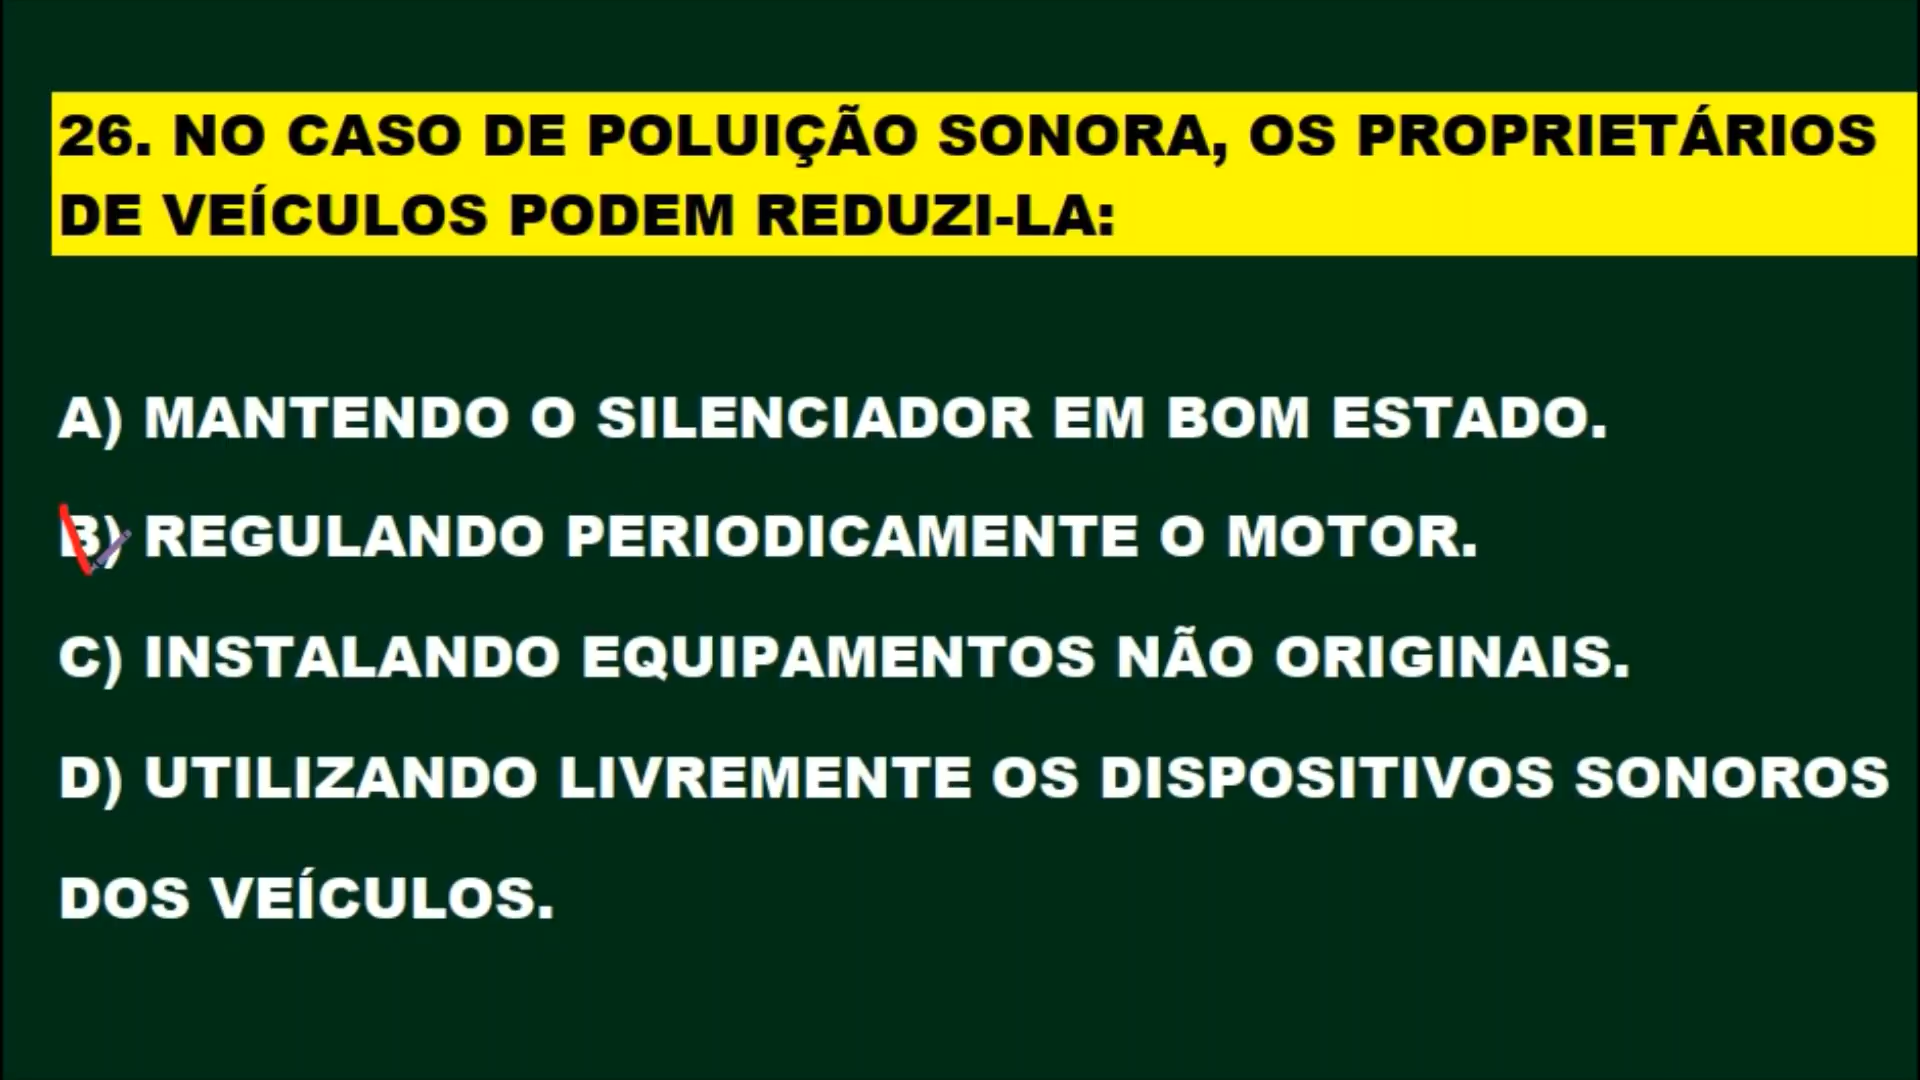 26. NO CASO DE POLUIÇÃO SONORA, OS PROPRIETÁRIOS
DE VEÍCULOS PODEM REDUZI-LA:
A) MANTENDO O SILENCIADOR EM BOM ESTADO.
B) REGULANDO PERIODICAMENTE O MOTOR.
C) INSTALANDO EQUIPAMENTOS NÃO ORIGINAIS.
D) UTILIZANDO LIVREMENTE OS DISPOSITIVOS SONOROS
DOS VEÍCULOS.